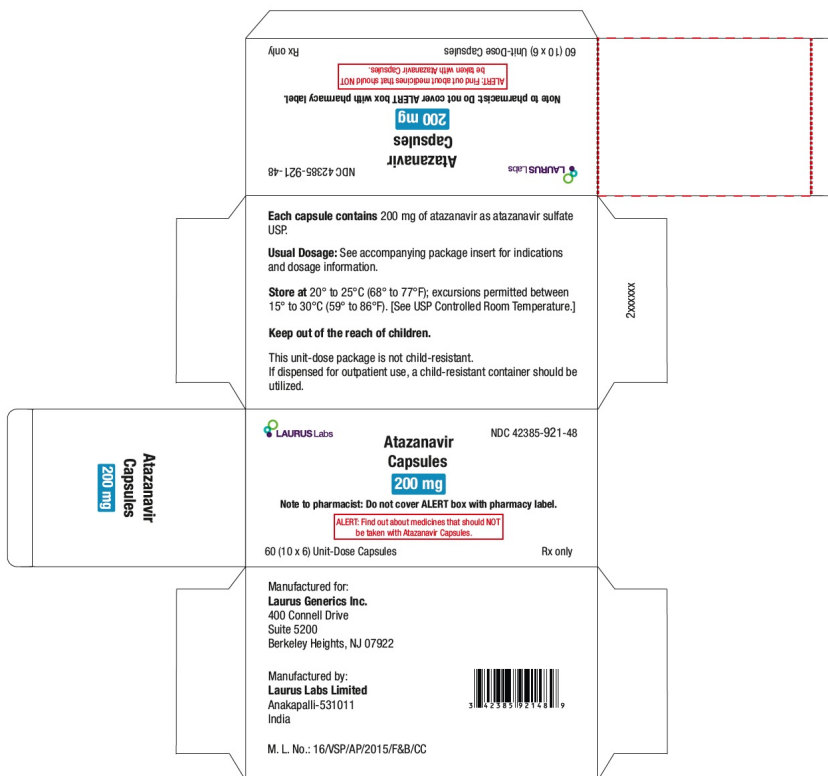 60 (10 x 6) Unit-Dose Capsules Rx only
ALERT: Find out about medicines that should NOT
be taken with Atazanavir Capsules.
Note to pharmacist: Do not cover ALERT box with pharmacy label.
200 mg
Capsules
Atazanavir
LAURUS Labs NDC 42385-921-48
Each capsule contains 200 mg of atazanavir as atazanavir sulfate
USP.
Usual Dosage: See accompanying package insert for indications
and dosage information.
Store at 20° to 25°C (68° to 77°F); excursions permitted between
15° to 30°C (59° to 86°F). [See USP Controlled Room Temperature.]
Keep out of the reach of children.
This unit-dose package is not child-resistant.
If dispensed for outpatient use, a child-resistant container should be
utilized.
2xxxxxx
Atazanavir
Capsules
200 mg
LAURUS Labs NDC 42385-921-48
Atazanavir
Capsules
200 mg
Note to pharmacist: Do not cover ALERT box with pharmacy label.
ALERT: Find out about medicines that should NOT
be taken with Atazanavir Capsules.
60 (10 x 6) Unit-Dose Capsules Rx only
Manufactured for:
Laurus Generics Inc.
400 Connell Drive
Suite 5200
Berkeley Heights, NJ 07922
Manufactured by:
Laurus Labs Limited
Anakapalli-531011
India
M. L. No.: 16/VSP/AP/2015/F&B/CC
3 42385 92148 9